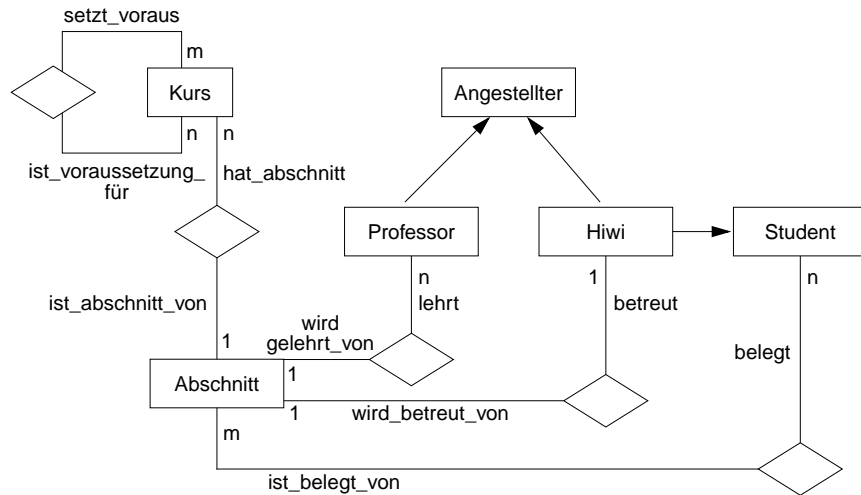 setzt_voraus
m
Kurs
Angestellter
n
n
ist_voraussetzung_
für
hat_abschnitt
Professor
Hiwi
Student
n
1
n
lehrt
betreut
ist_abschnitt_von
wird
gelehrt_von
belegt
1
1
Abschnitt
1
wird_betreut_von
m
ist_belegt_von